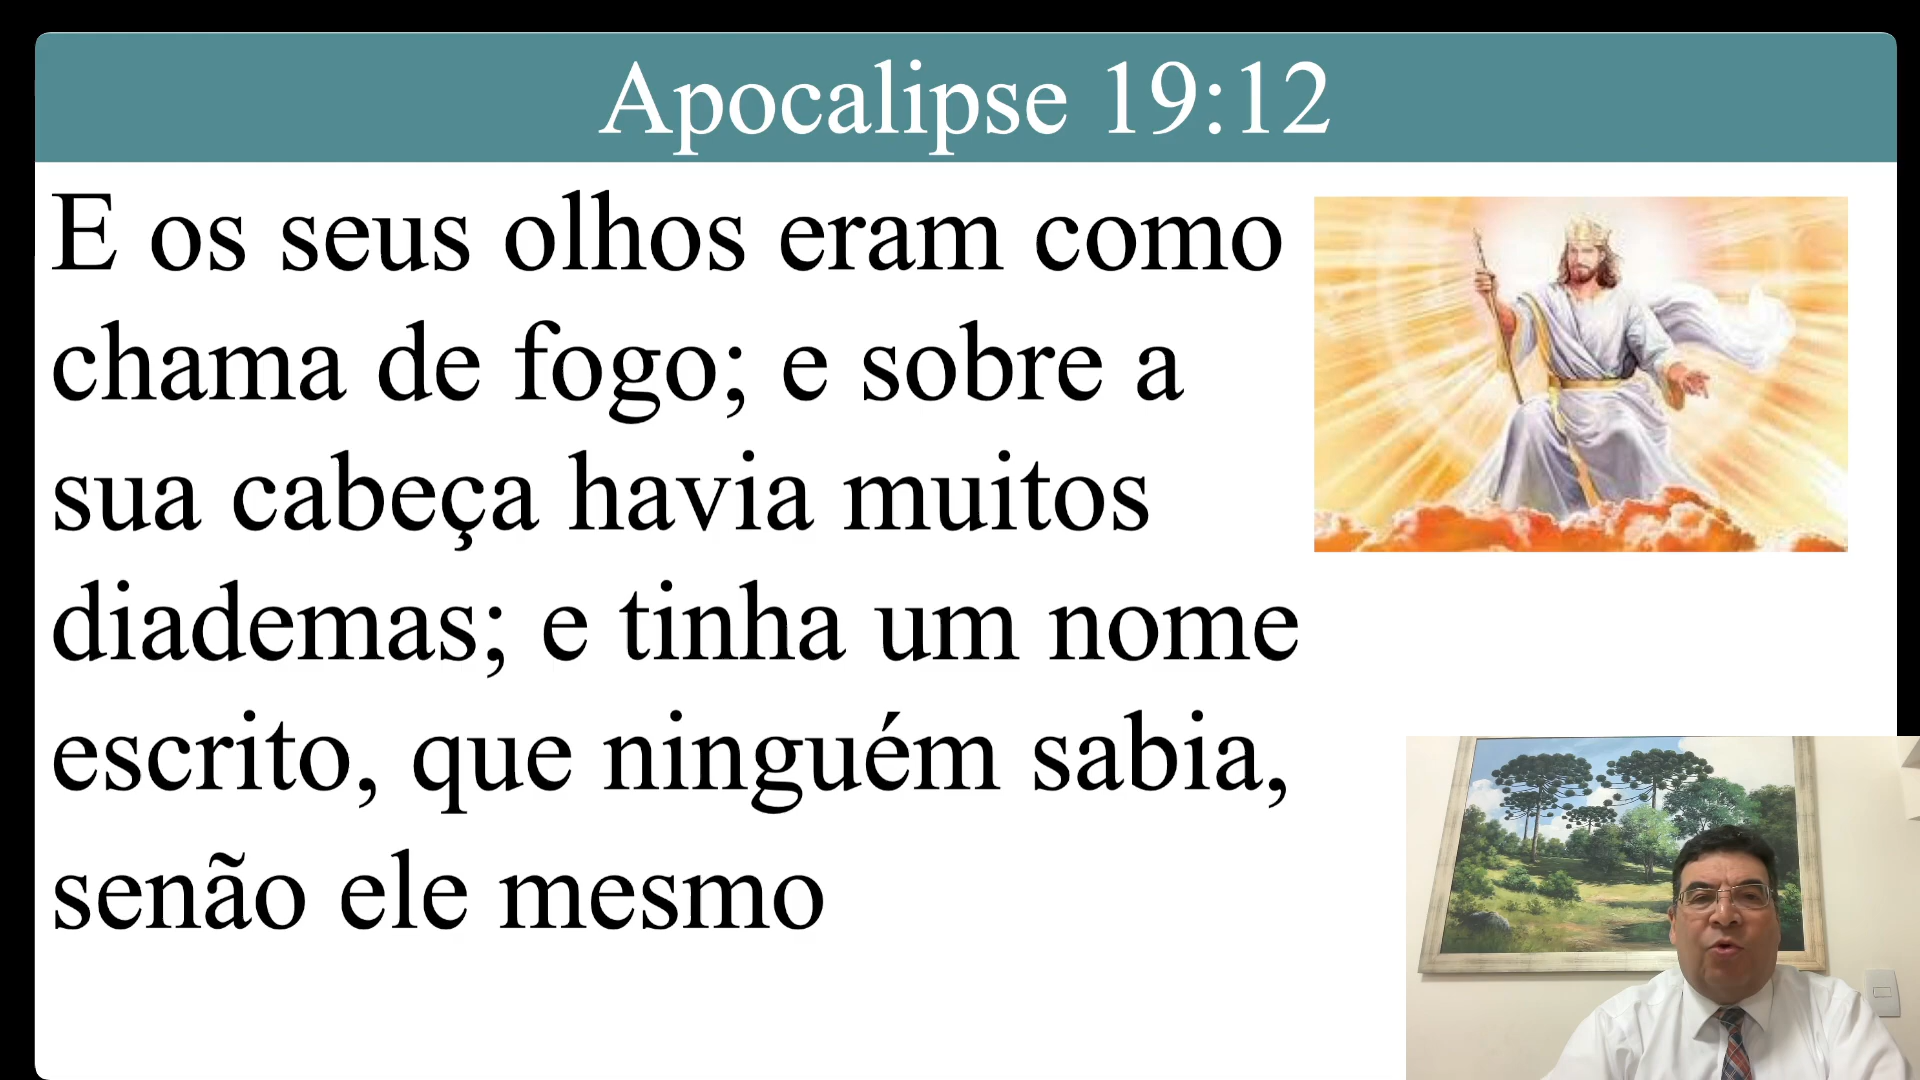 Apocalipse 19:12
E os seus olhos eram como
chama de fogo; e sobre a
sua cabeça havia muitos
diademas; e tinha um nome
escrito, que ninguém sabia,
senão ele mesmo